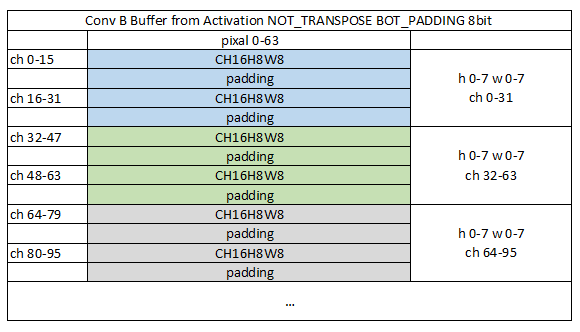 Conv B Buffer from Activation NOT_TRANSPOSE BOT_PADDING 8bit
pixal 0-63
ch 0-15 CH16H8W8
padding
ch 16-31 CH16H8W8
padding
h 0-7 w 0-7
ch 0-31
ch 32-47 CH16H8W8
padding
ch 48-63 CH16H8W8
padding
h 0-7 w 0-7
ch 32-63
ch 64-79 CH16H8W8
padding
ch 80-95 CH16H8W8
padding
h 0-7 w 0-7
ch 64-95
...